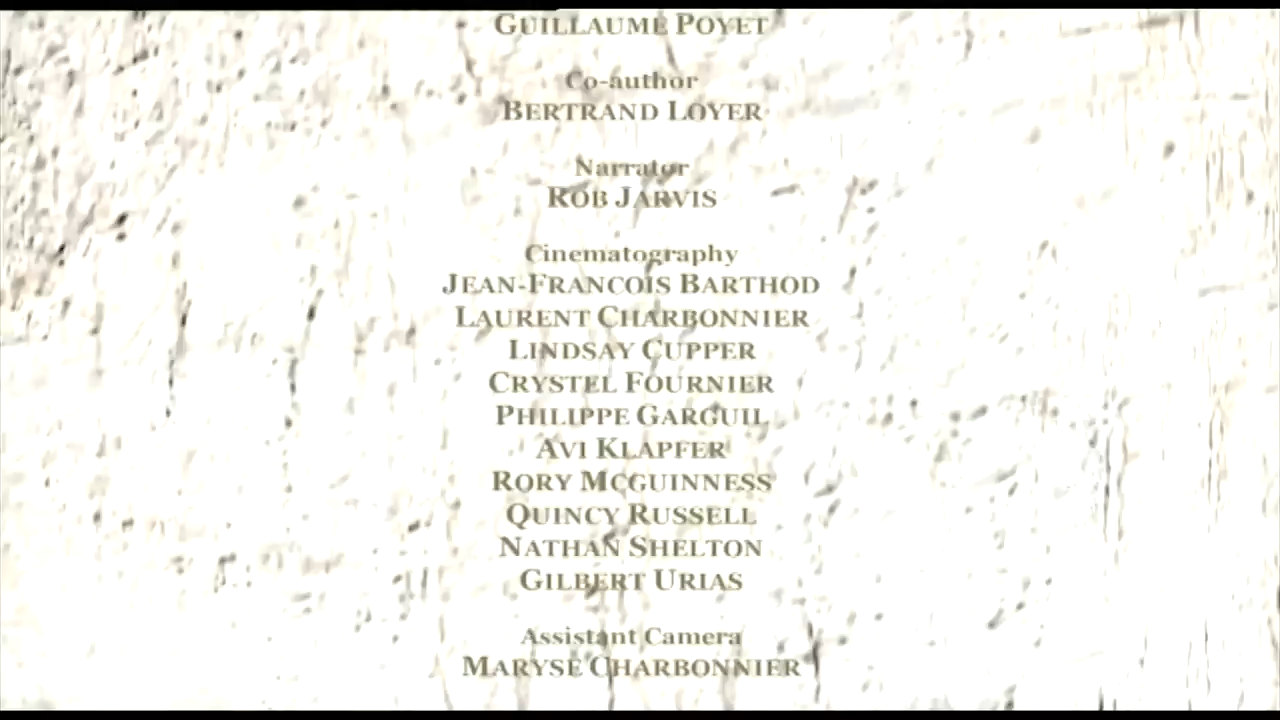 GUILLAUME POYET
Co-author
BERTRAND LOYER
Narrator
ROB JARVIS
Cinematography
JEAN-FRANCOIS BARTHOD
LAURENT CHARBONNIER
LINDSAY CUPPER
CRYSTEL FOURNIER
PHILIPPE GARGUIL
AVI KLAPFER
RORY MCGUINNESS
QUINCY RUSSELL
NATHAN SHELTON
GILBERT URIAS
Assistant Camera
MARYSE CHARBONNIER